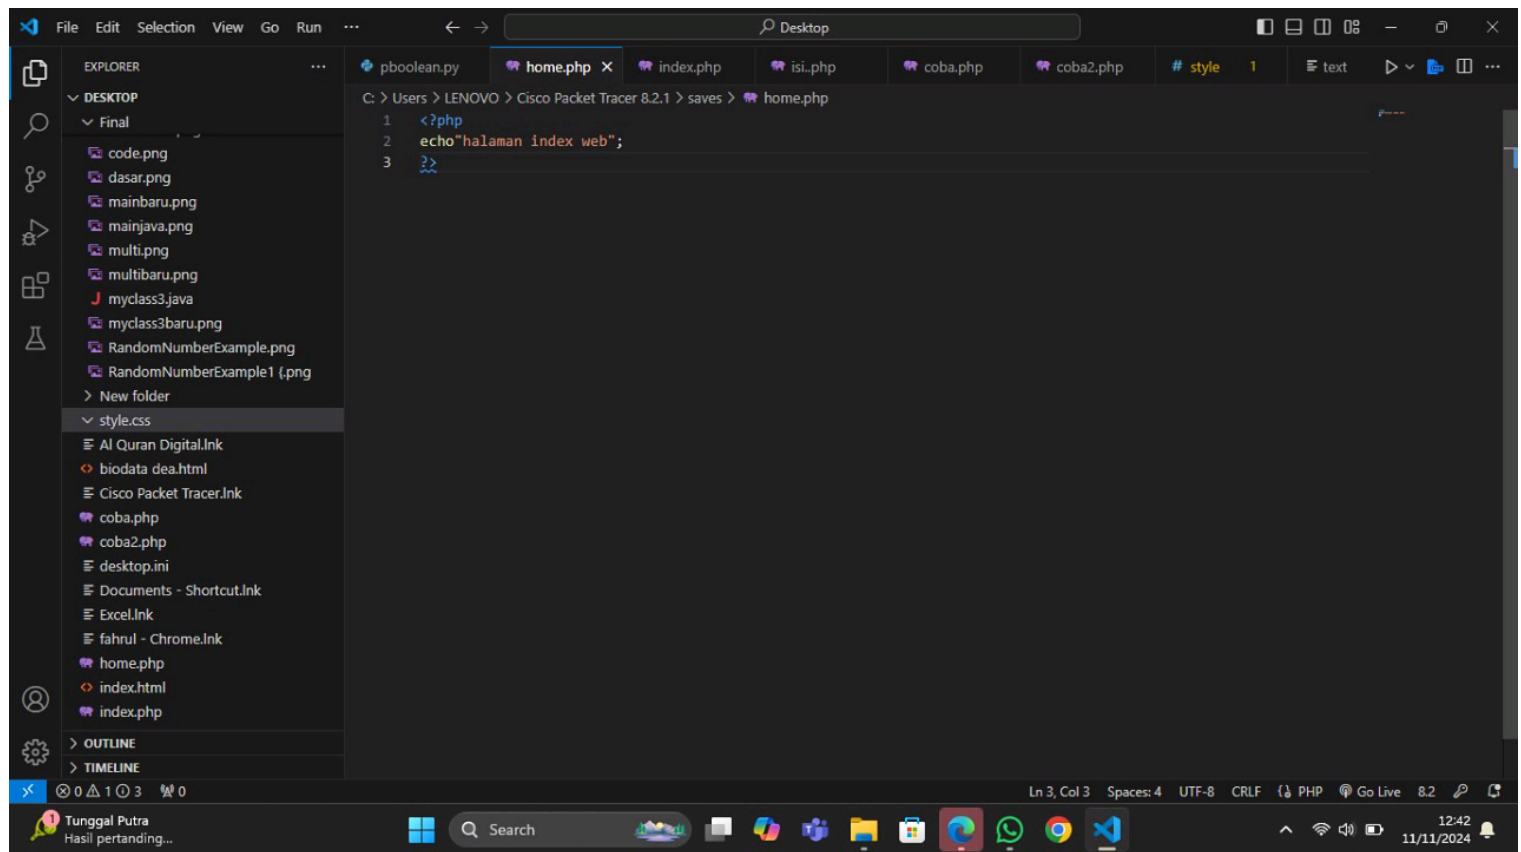 File Edit Selection View Go Run ···
Desktop
EXPLORER ···
pboolean.py home.php index.php isi..php coba.php coba2.php # style 1 text ···
DESKTOP
C: > Users > LENOVO > Cisco Packet Tracer 8.2.1 > saves > home.php
Final
1 <?php
2 echo"halaman index web";
3 ?>
code.png
dasar.png
mainbaru.png
mainjava.png
multi.png
multibaru.png
J myclass3.java
myclass3baru.png
RandomNumberExample.png
RandomNumberExample1 {.png
> New folder
style.css
Al Quran Digital.lnk
<> biodata dea.html
Cisco Packet Tracer.lnk
coba.php
coba2.php
desktop.ini
Documents - Shortcut.lnk
Excel.lnk
fahrul - Chrome.lnk
home.php
<> index.html
index.php
> OUTLINE
> TIMELINE
0 1 3 0
Ln 3, Col 3 Spaces: 4 UTF-8 CRLF PHP Go Live 8.2
1 Tunggal Putra
Hasil pertanding...
Search
12:42
11/11/2024